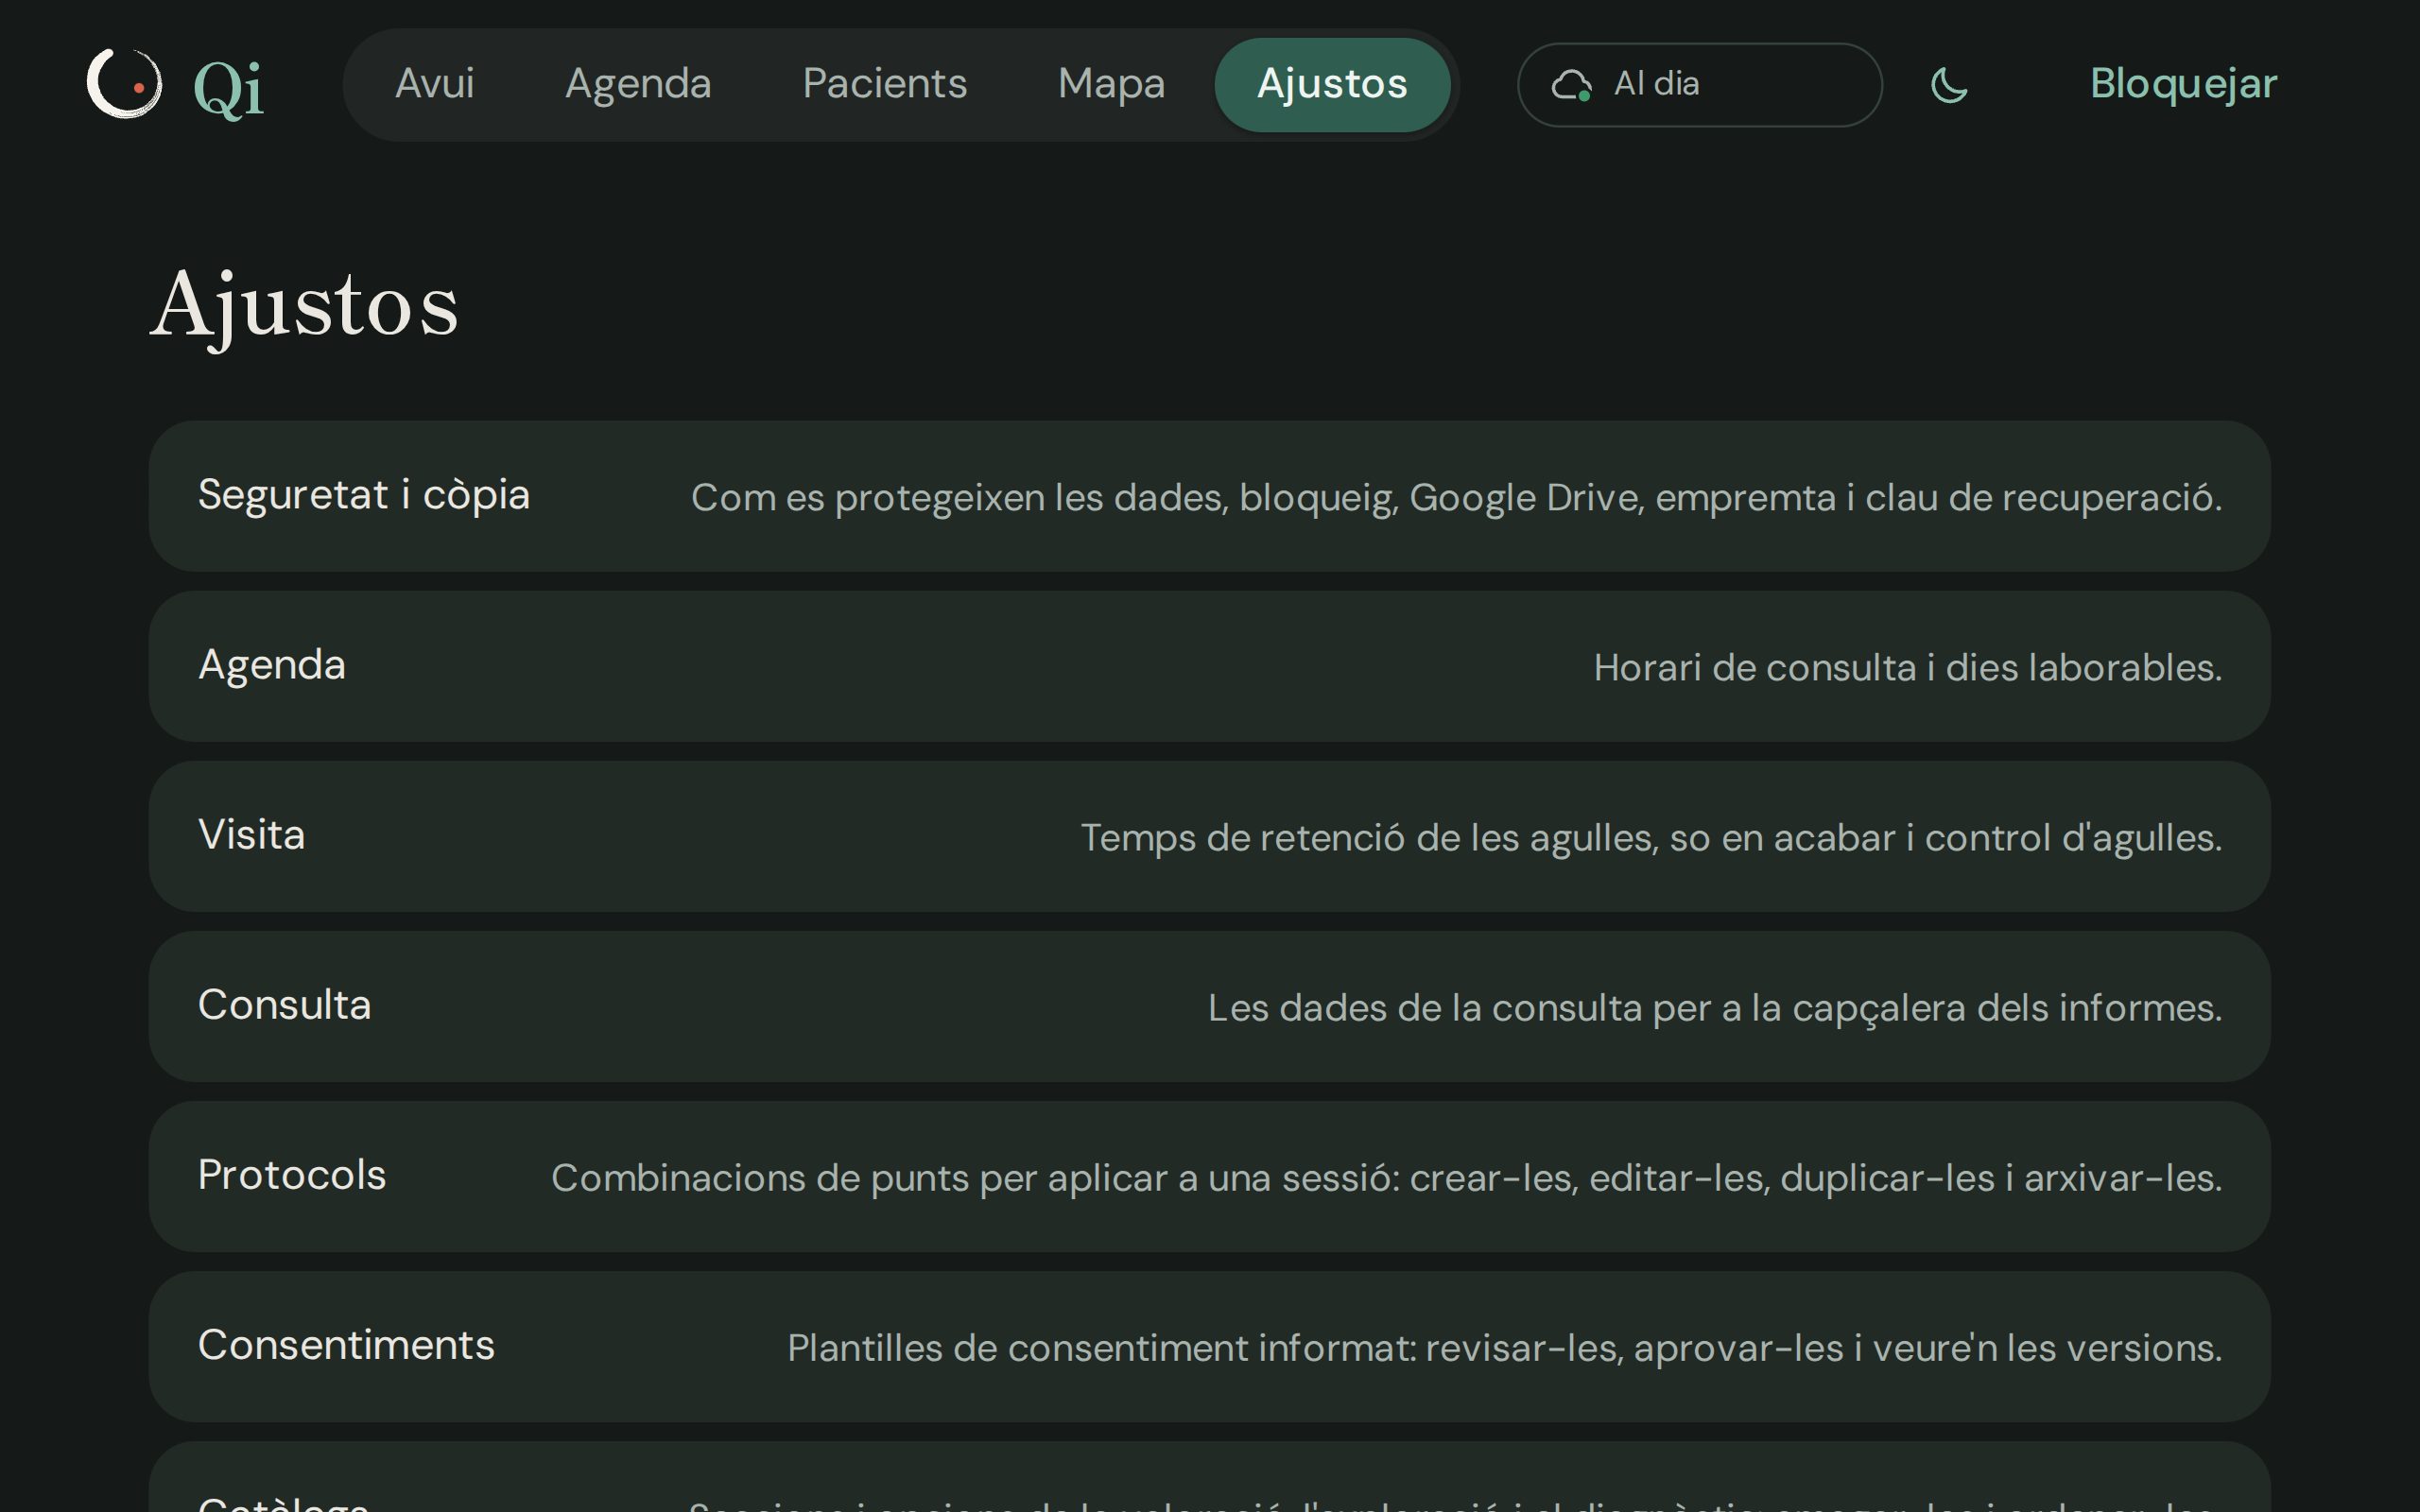 Qi Avui Agenda Pacients Mapa Ajustos Al dia Bloquejar
Ajustos
Seguretat i còpia Com es protegeixen les dades, bloqueig, Google Drive, empremta i clau de recuperació.
Agenda Horari de consulta i dies laborables.
Visita Temps de retenció de les agulles, so en acabar i control d'agulles.
Consulta Les dades de la consulta per a la capçalera dels informes.
Protocols Combinacions de punts per aplicar a una sessió: crear-les, editar-les, duplicar-les i arxivar-les.
Consentiments Plantilles de consentiment informat: revisar-les, aprovar-les i veure'n les versions.